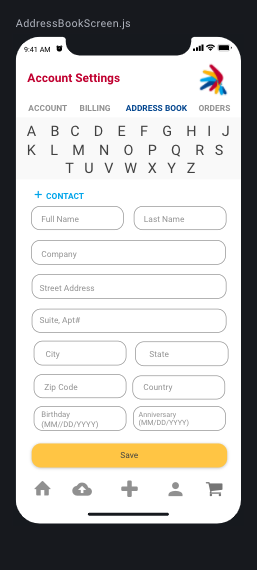 AddressBookScreen.js
9:41 AM
Account Settings
ACCOUNT BILLING ADDRESS BOOK ORDERS
A B C D E F G H I J
K L M N O P Q R S
T U V W X Y Z
+ CONTACT
Full Name Last Name
Company
Street Address
Suite, Apt#
City State
Zip Code Country
Birthday Anniversary
(MM//DD/YYYY) (MM/DD/YYYY)
Save